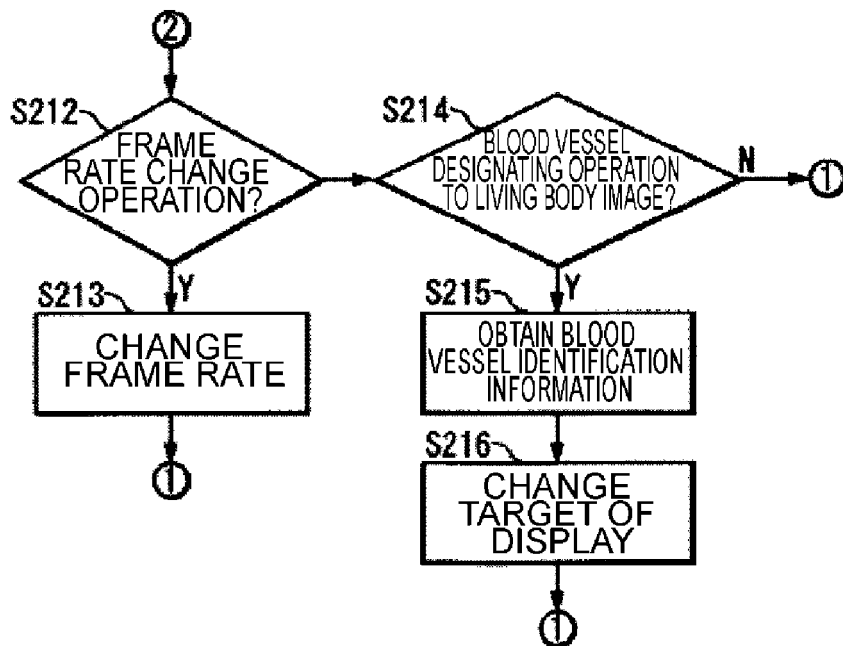 2
S212
FRAME
RATE CHANGE
OPERATION?
Y
S213
CHANGE
FRAME RATE
1
S214
BLOOD VESSEL
DESIGNATING OPERATION
TO LIVING BODY IMAGE?
N
1
Y
S215
OBTAIN BLOOD
VESSEL IDENTIFICATION
INFORMATION
S216
CHANGE
TARGET OF
DISPLAY
1